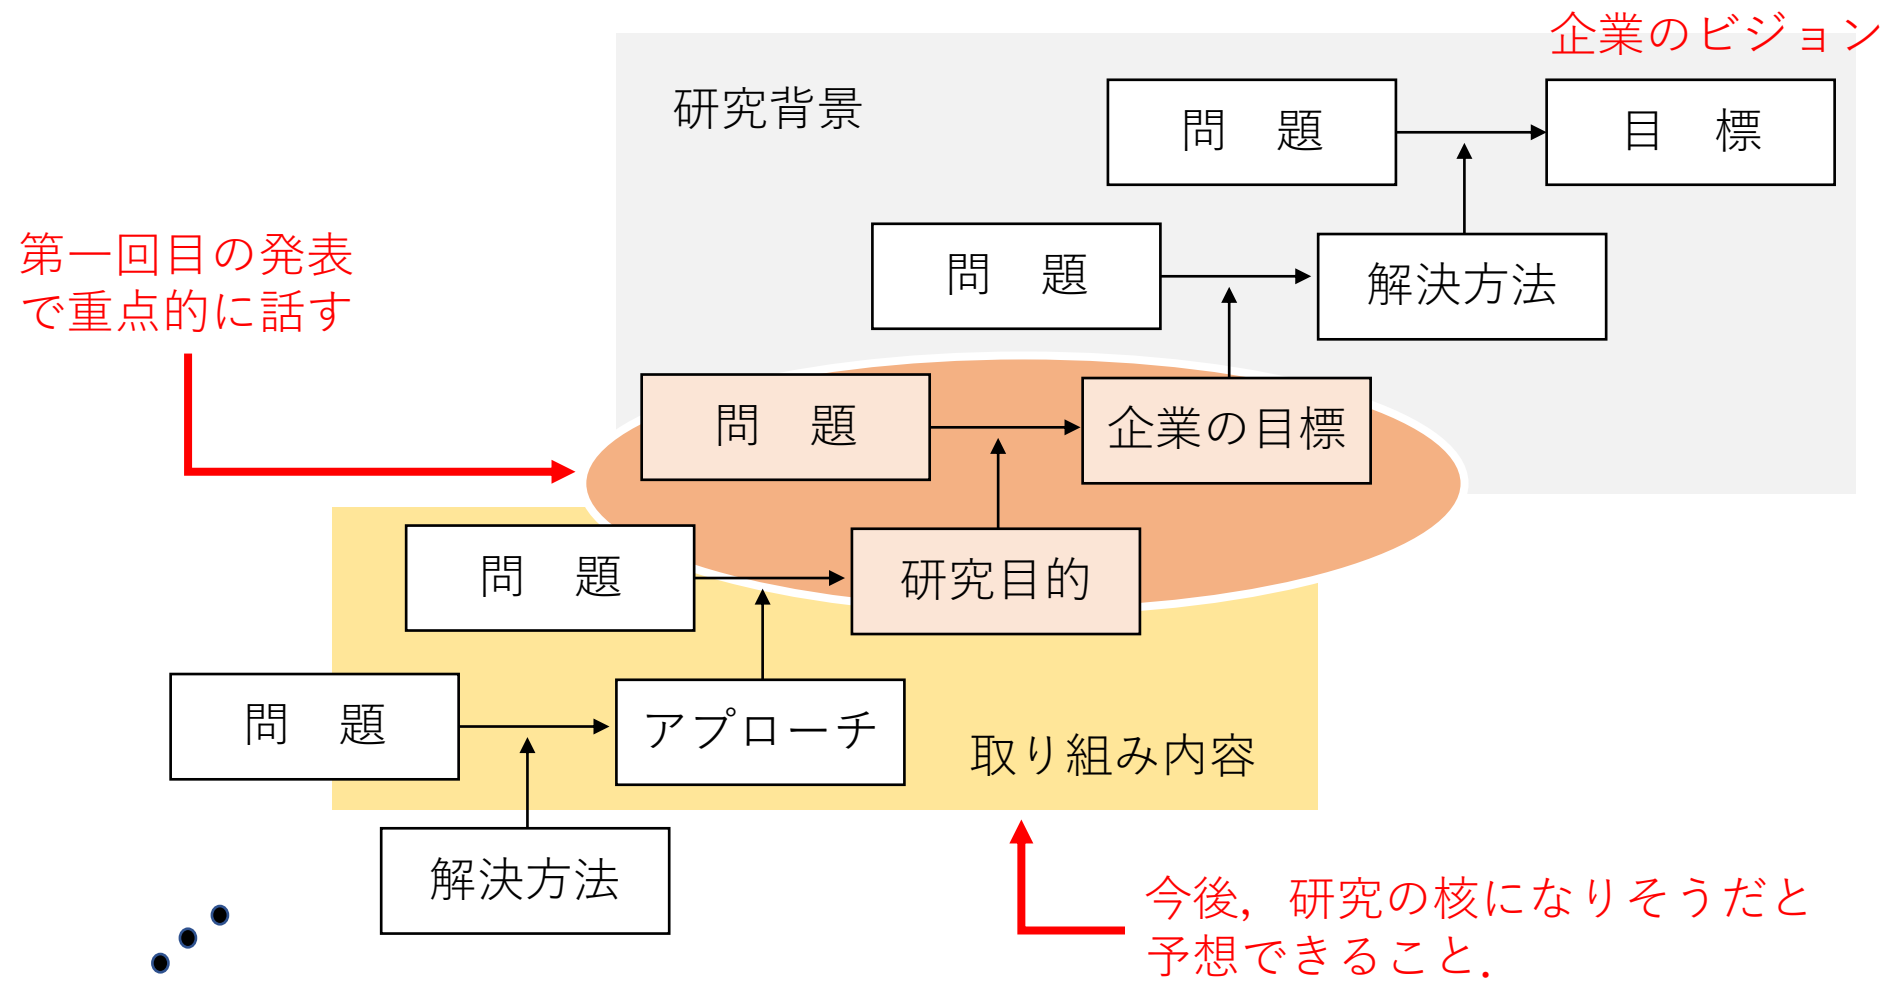 企業のビジョン
研究背景
問　題
目　標
問　題
解決方法
第一回目の発表
で重点的に話す
問　題
企業の目標
問　題
研究目的
問　題
アプローチ
取り組み内容
解決方法
今後，研究の核になりそうだと
予想できること．